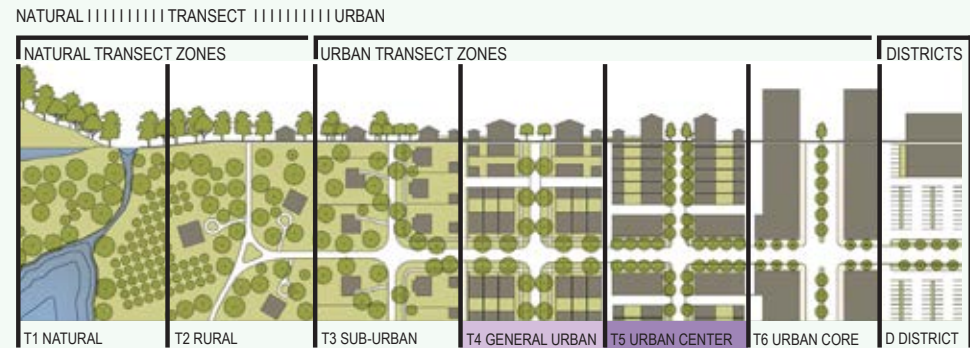 NATURAL I I I I I I I I I I TRANSECT I I I I I I I I I I URBAN
NATURAL TRANSECT ZONES
URBAN TRANSECT ZONES
DISTRICTS
T1 NATURAL
T2 RURAL
T3 SUB-URBAN
T4 GENERAL URBAN
T5 URBAN CENTER
T6 URBAN CORE
D DISTRICT